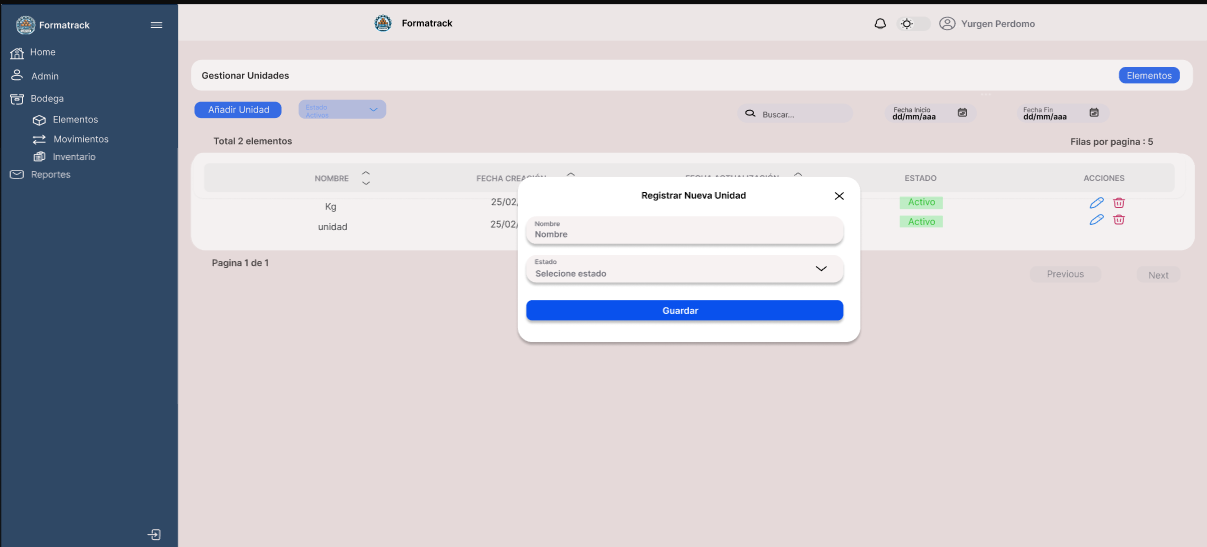 Formatrack
Home
Admin
Bodega
Elementos
Movimientos
Inventario
Reportes
Formatrack
Yurgen Perdomo
Gestionar Unidades
Elementos
Añadir Unidad
Estado
Activos
Buscar...
Fecha Inicio
dd/mm/aaa
Fecha Fin
dd/mm/aaa
Total 2 elementos
Filas por pagina : 5
NOMBRE
FECHA CREACIÓN
FECHA ACTUALIZACIÓN
ESTADO
ACCIONES
Kg
25/02,
Activo
unidad
25/02/
Activo
Pagina 1 de 1
Previous
Next
Registrar Nueva Unidad
Nombre
Nombre
Estado
Selecione estado
Guardar